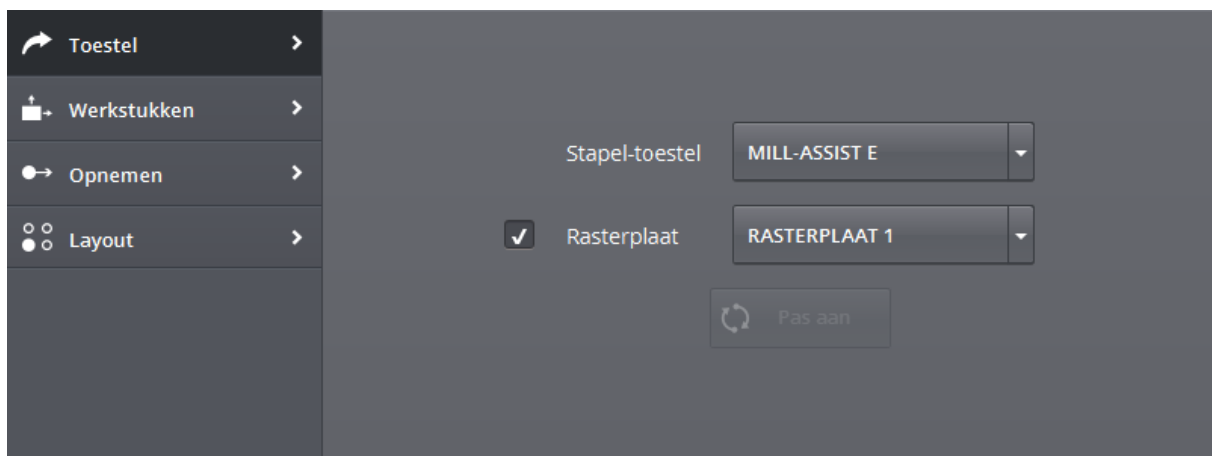 Toestel
Werkstukken
Opnemen
Layout
Stapel-toestel MILL-ASSIST E
Rasterplaat RASTERPLAAT 1
Pas aan